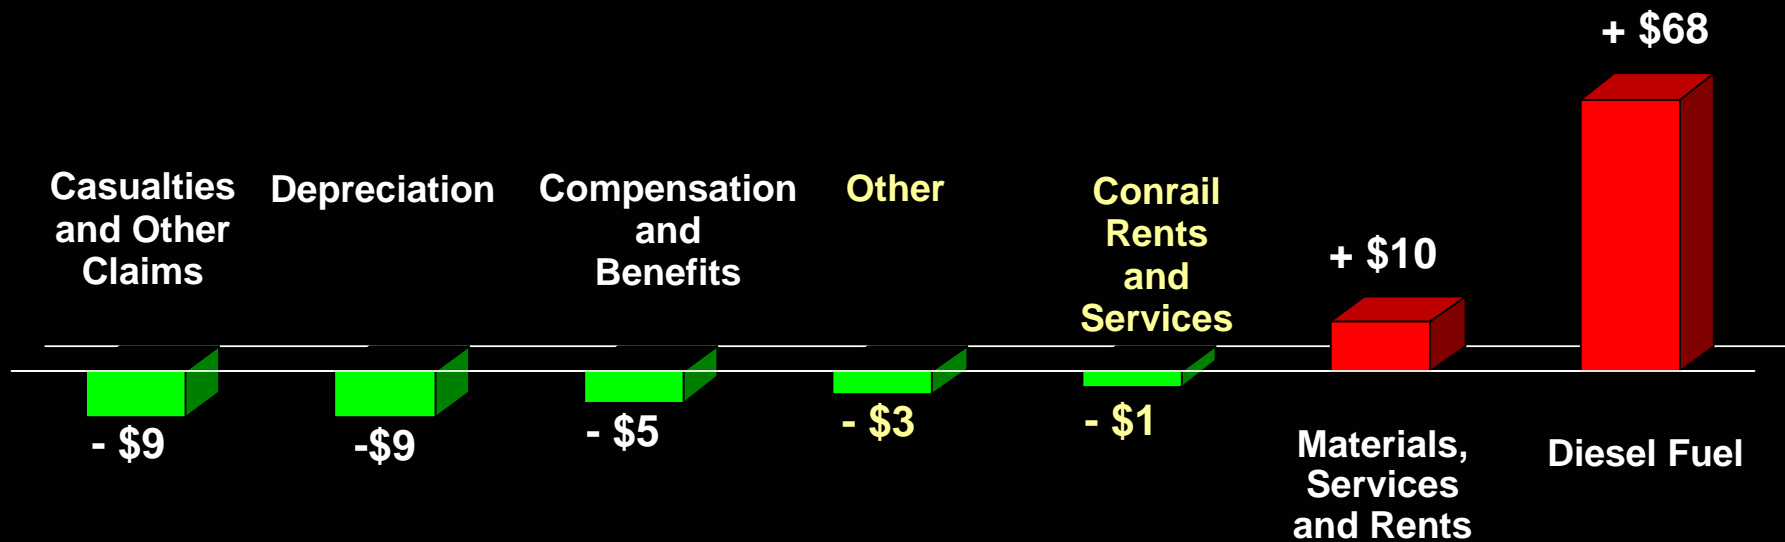 + $68
Casualties
and Other
Claims
Depreciation
Compensation
and
Benefits
Other
Conrail
Rents
and
Services
+ $10
- $9
-$9
- $5
- $3
- $1
Materials,
Services
and Rents
Diesel Fuel